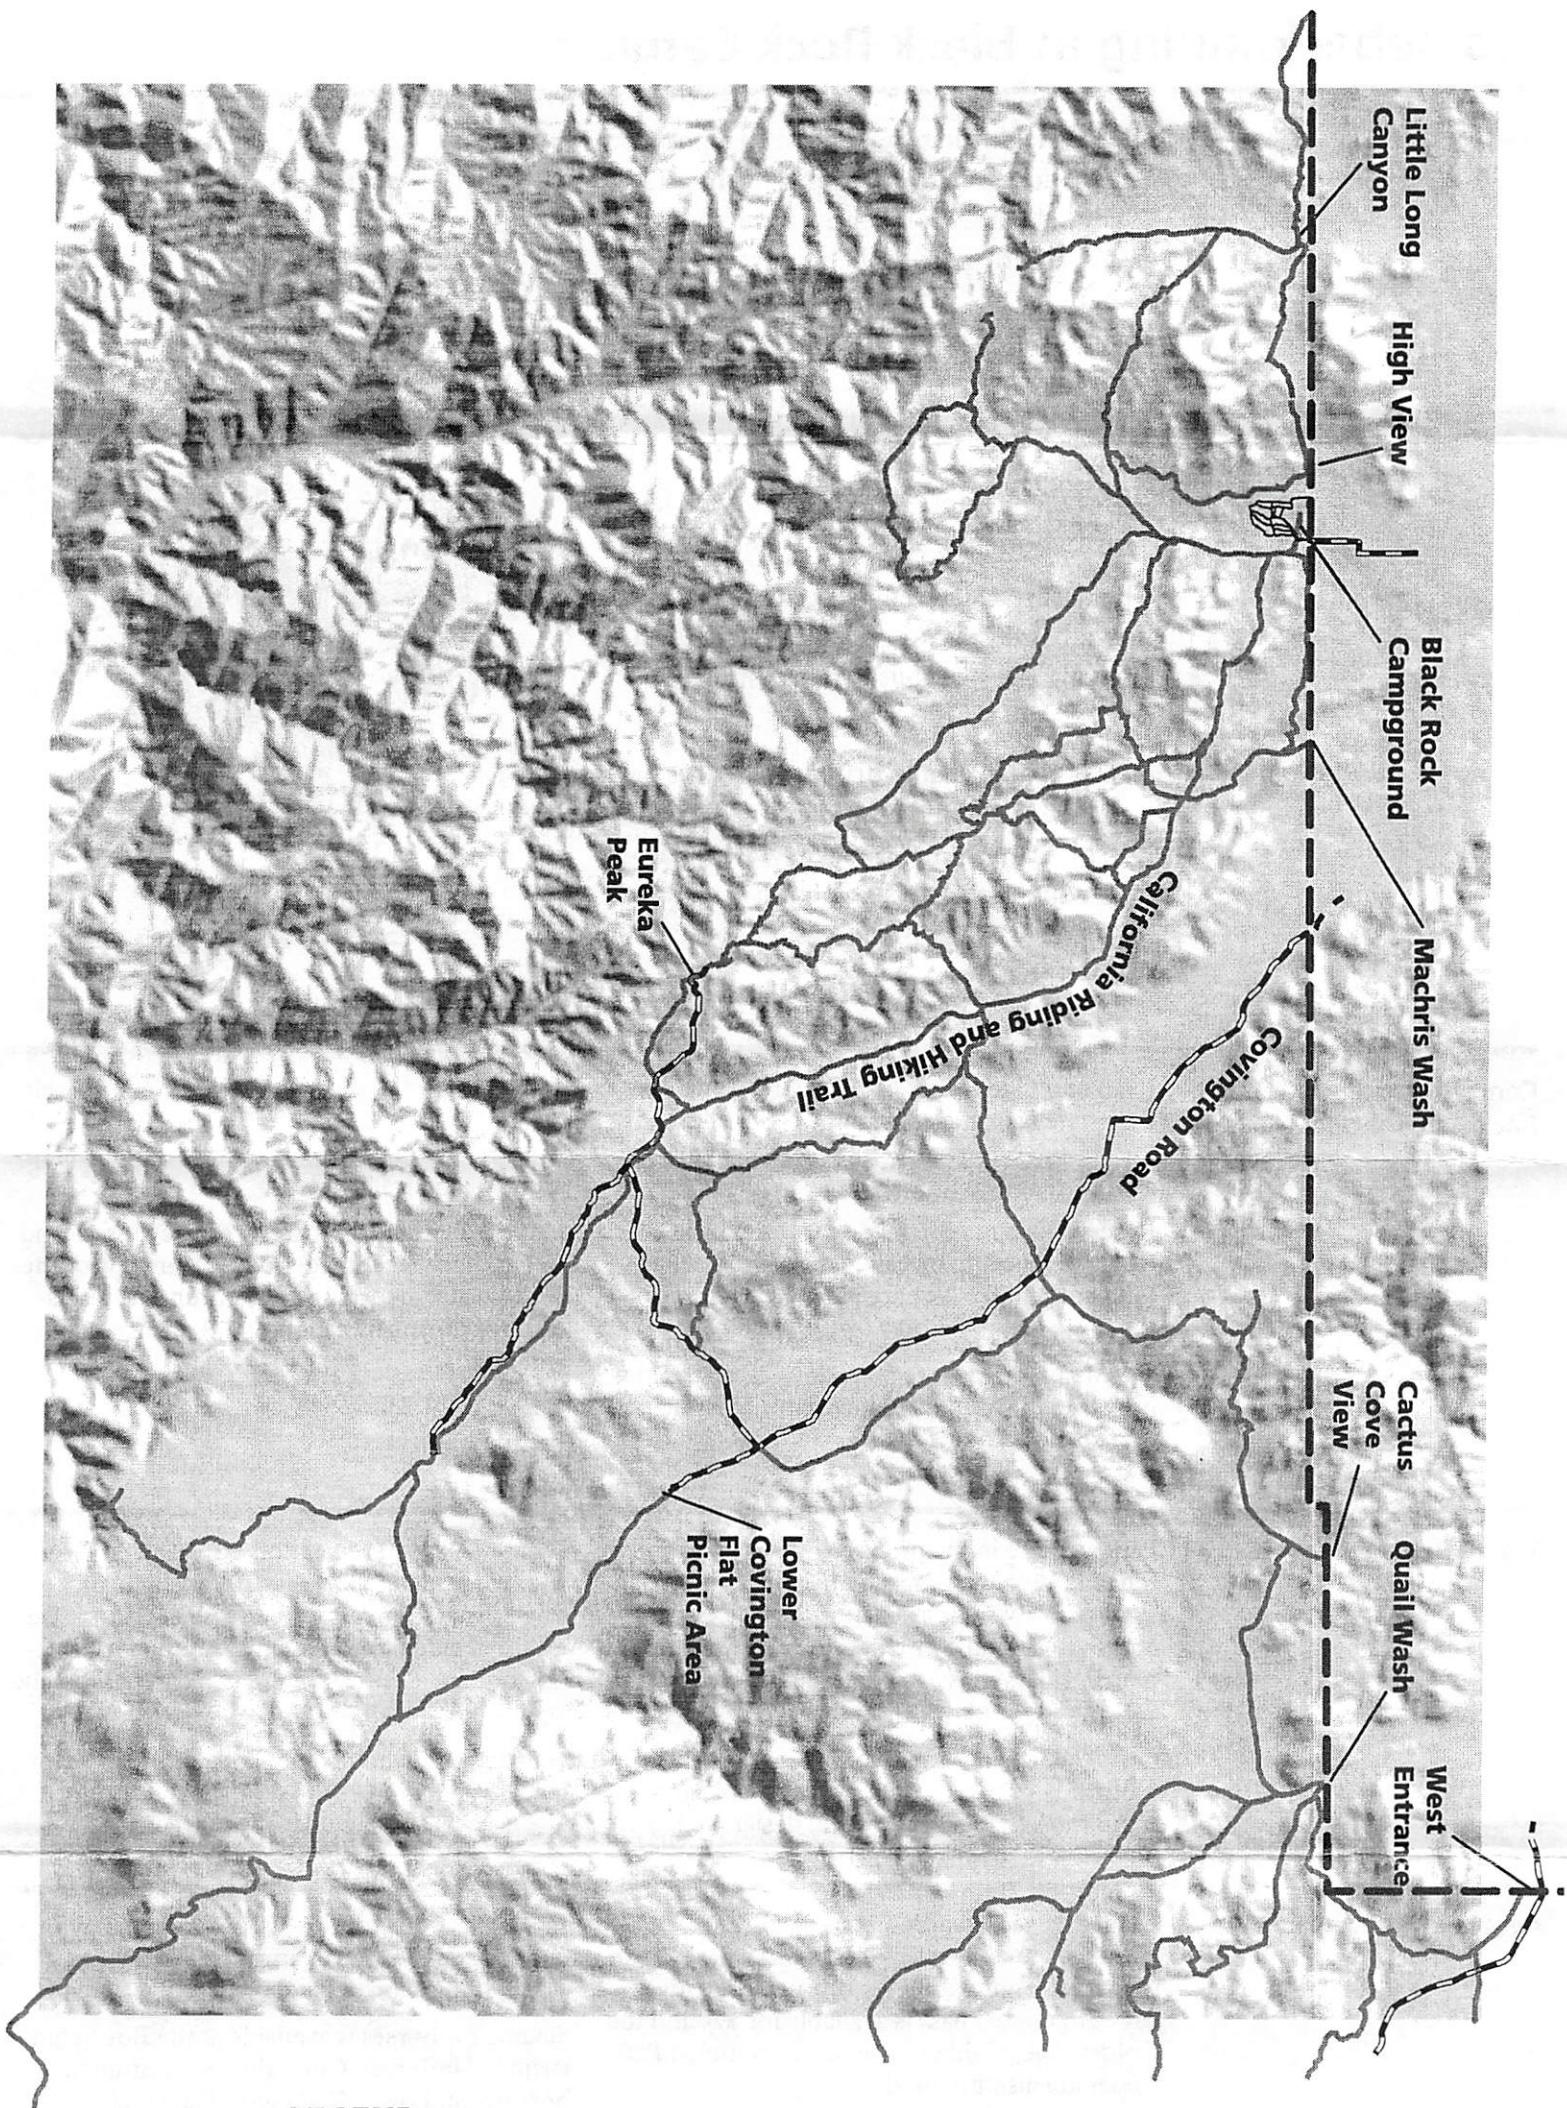 Little Long
Canyon
High View
Black Rock
Campground
Machris Wash
Cactus
Cove
View
Quail Wash
West
Entrance
California Riding and Hiking Trail
Covington Road
Eureka
Peak
Lower
Covington
Flat
Picnic Area